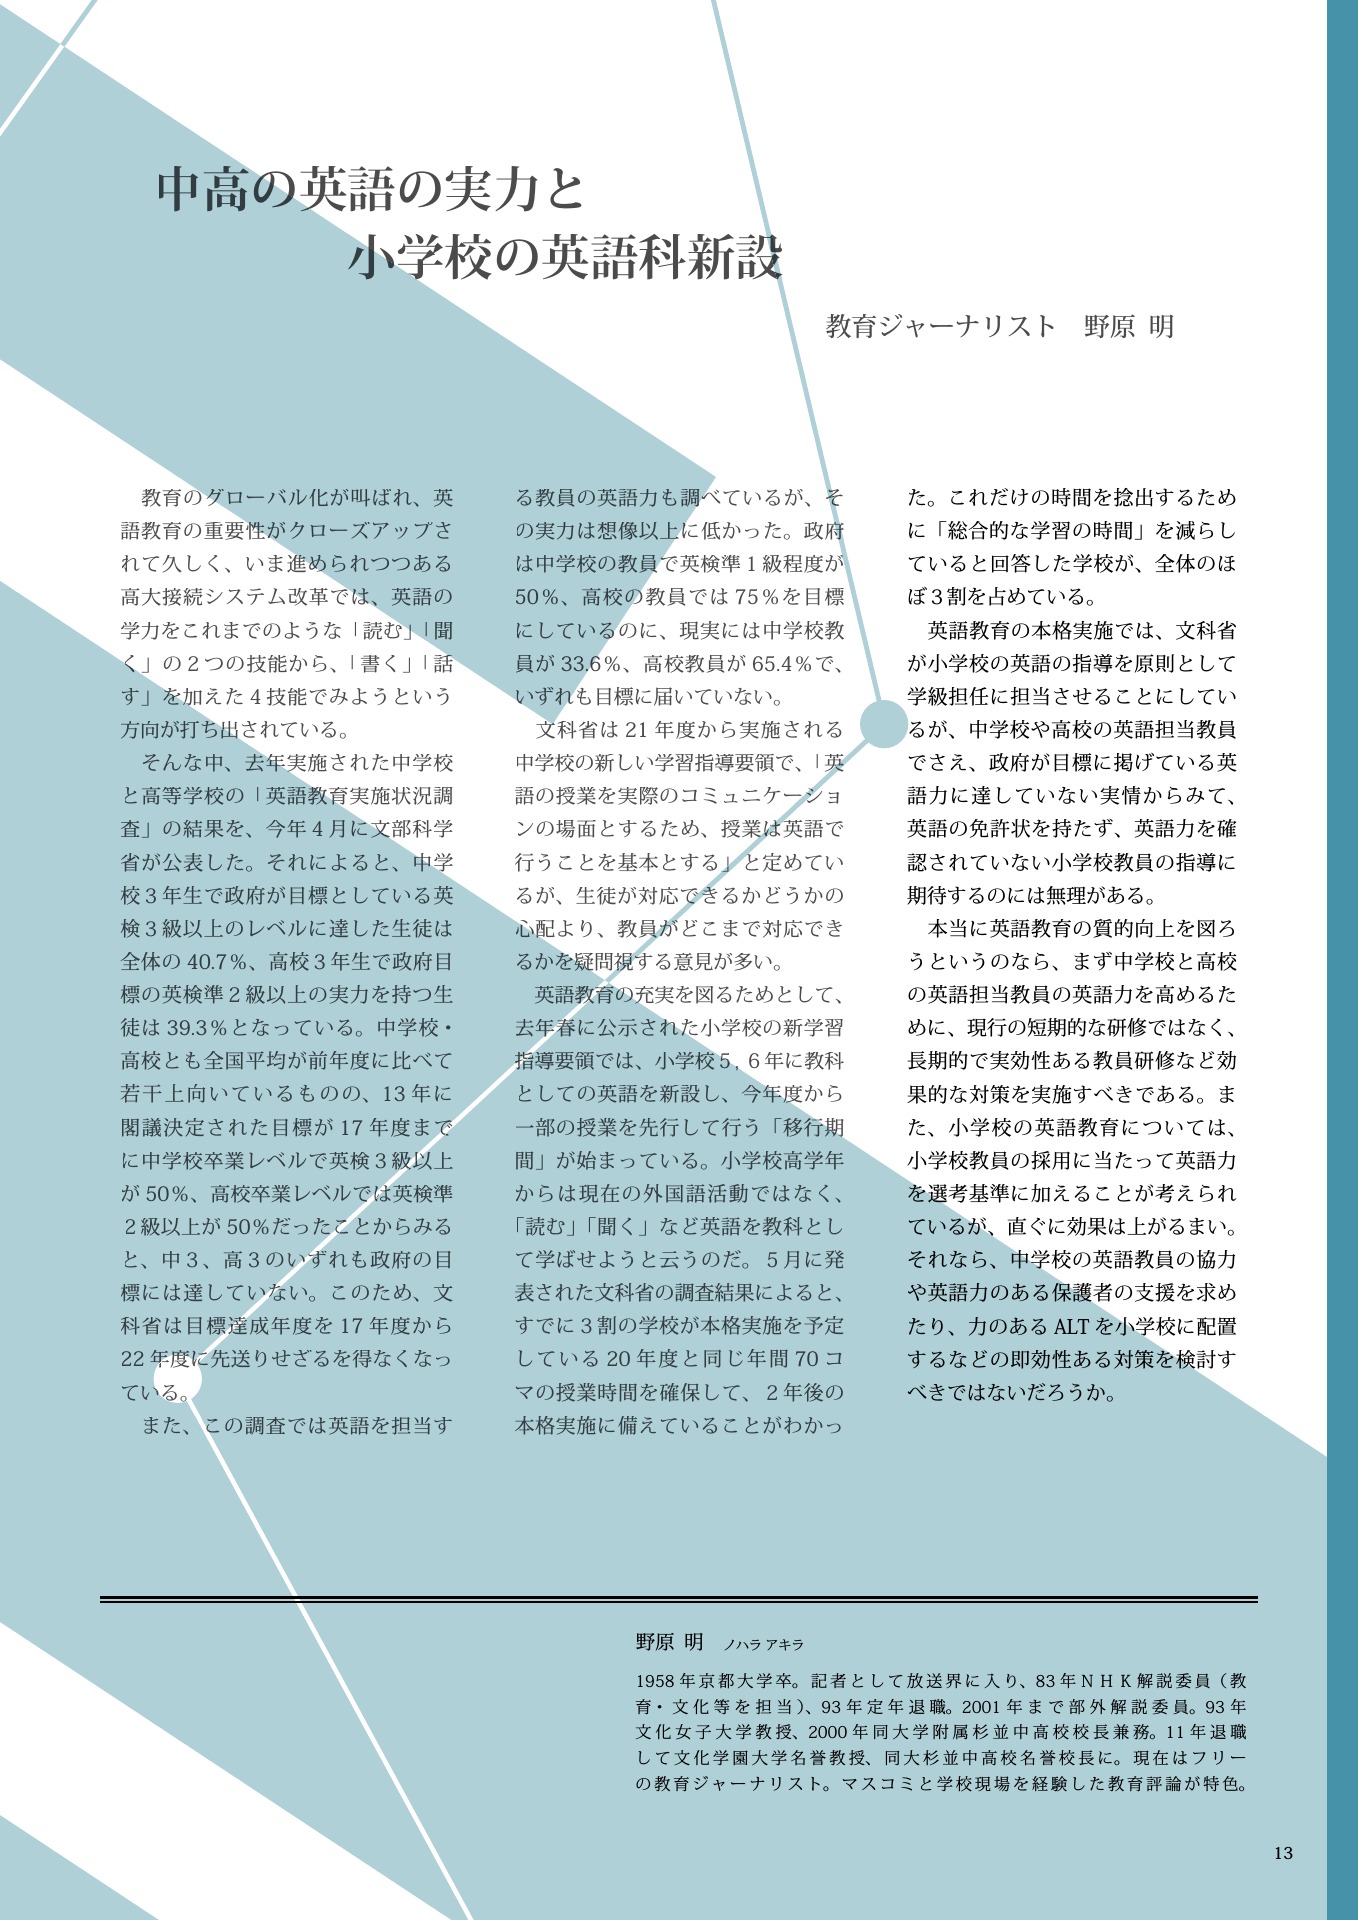 中高の英語の実力と
小学校の英語科新設
教育ジャーナリスト　野原 明
教育のグローバル化が叫ばれ、英
語教育の重要性がクローズアップさ
れて久しく、いま進められつつある
高大接続システム改革では、英語の
学力をこれまでのような「読む」「聞
く」の２つの技能から、「書く」「話
す」を加えた４技能でみようという
方向が打ち出されている。
そんな中、去年実施された中学校
と高等学校の「英語教育実施状況調
査」の結果を、今年４月に文部科学
省が公表した。それによると、中学
校３年生で政府が目標としている英
検３級以上のレベルに達した生徒は
全体の 40.7％、高校３年生で政府目
標の英検準２級以上の実力を持つ生
徒は 39.3％となっている。中学校・
高校とも全国平均が前年度に比べて
若干上向いているものの、13 年に
閣議決定された目標が 17 年度まで
に中学校卒業レベルで英検３級以上
が 50％、高校卒業レベルでは英検準
２級以上が 50％だったことからみる
と、中３、高３のいずれも政府の目
標には達していない。このため、文
科省は目標達成年度を 17 年度から
22 年度に先送りせざるを得なくなっ
ている。
また、この調査では英語を担当す
る教員の英語力も調べているが、そ
の実力は想像以上に低かった。政府
は中学校の教員で英検準１級程度が
50％、高校の教員では 75％を目標
にしているのに、現実には中学校教
員が 33.6％、高校教員が 65.4％で、
いずれも目標に届いていない。
文科省は 21 年度から実施される
中学校の新しい学習指導要領で、「英
語の授業を実際のコミュニケーショ
ンの場面とするため、授業は英語で
行うことを基本とする」と定めてい
るが、生徒が対応できるかどうかの
心配より、教員がどこまで対応でき
るかを疑問視する意見が多い。
英語教育の充実を図るためとして、
去年春に公示された小学校の新学習
指導要領では、小学校５, ６年に教科
としての英語を新設し、今年度から
一部の授業を先行して行う「移行期
間」が始まっている。小学校高学年
からは現在の外国語活動ではなく、
「読む」「聞く」など英語を教科とし
て学ばせようと云うのだ。５月に発
表された文科省の調査結果によると、
すでに３割の学校が本格実施を予定
している 20 年度と同じ年間 70 コ
マの授業時間を確保して、２年後の
本格実施に備えていることがわかっ
た。これだけの時間を捻出するため
に「総合的な学習の時間」を減らし
ていると回答した学校が、全体のほ
ぼ３割を占めている。
英語教育の本格実施では、文科省
が小学校の英語の指導を原則として
学級担任に担当させることにしてい
るが、中学校や高校の英語担当教員
でさえ、政府が目標に掲げている英
語力に達していない実情からみて、
英語の免許状を持たず、英語力を確
認されていない小学校教員の指導に
期待するのには無理がある。
本当に英語教育の質的向上を図ろ
うというのなら、まず中学校と高校
の英語担当教員の英語力を高めるた
めに、現行の短期的な研修ではなく、
長期的で実効性ある教員研修など効
果的な対策を実施すべきである。ま
た、小学校の英語教育については、
小学校教員の採用に当たって英語力
を選考基準に加えることが考えられ
ているが、直ぐに効果は上がるまい。
それなら、中学校の英語教員の協力
や英語力のある保護者の支援を求め
たり、力のある ALT を小学校に配置
するなどの即効性ある対策を検討す
べきではないだろうか。
野原 明　ノハラ アキラ
1958 年京都大学卒。記者として放送界に入り、83 年ＮＨＫ解説委員（教
育・文化等を担当）、93 年定年退職。2001 年まで部外解説委員。93 年
文化女子大学教授、2000 年同大学附属杉並中高校校長兼務。11 年退職
して文化学園大学名誉教授、同大杉並中高校名誉校長に。現在はフリー
の教育ジャーナリスト。マスコミと学校現場を経験した教育評論が特色。
13